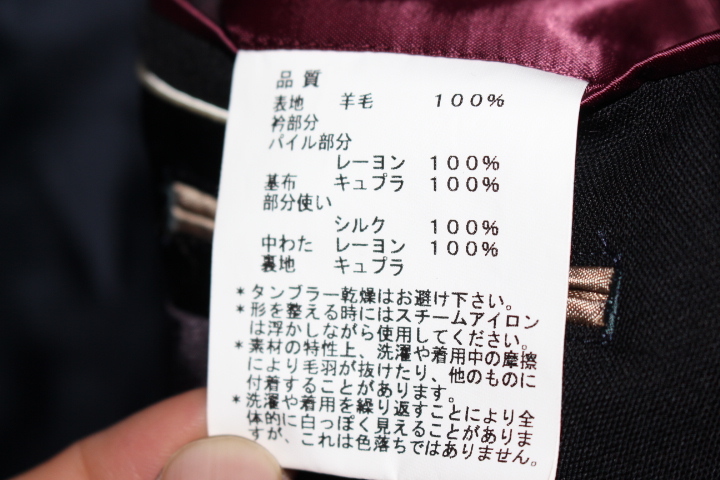 品質
表地 羊毛 100%
衿部分
パイル部分
レーヨン 100%
基布 キュプラ 100%
部分使い
シルク 100%
中わた レーヨン 100%
裏地 キュプラ
*タンブラー乾燥はお避け下さい。
*形を整える時にはスチームアイロン
は浮かしながら使用してください。
*素材の特性上、洗濯や着用中の摩擦
により毛羽が抜けたり、他のものに
付着することがあります。
*洗濯や着用を繰り返すことにより全
体的に白っぽく見えることがありま
すが、これは色落ちではありません。